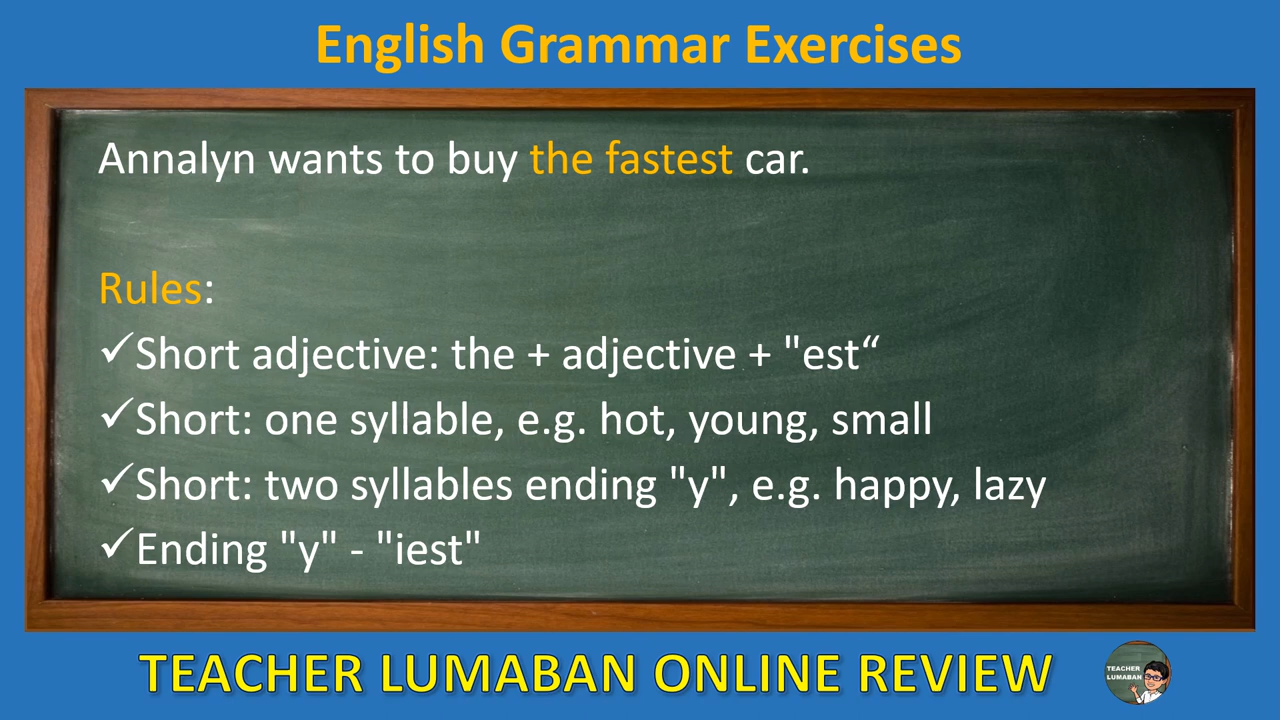 English Grammar Exercises
Annalyn wants to buy the fastest car.
Rules:
✓Short adjective: the + adjective + "est“
✓Short: one syllable, e.g. hot, young, small
✓Short: two syllables ending "y", e.g. happy, lazy
✓Ending "y" - "iest"
TEACHER LUMABAN ONLINE REVIEW
TEACHER
LUMABAN